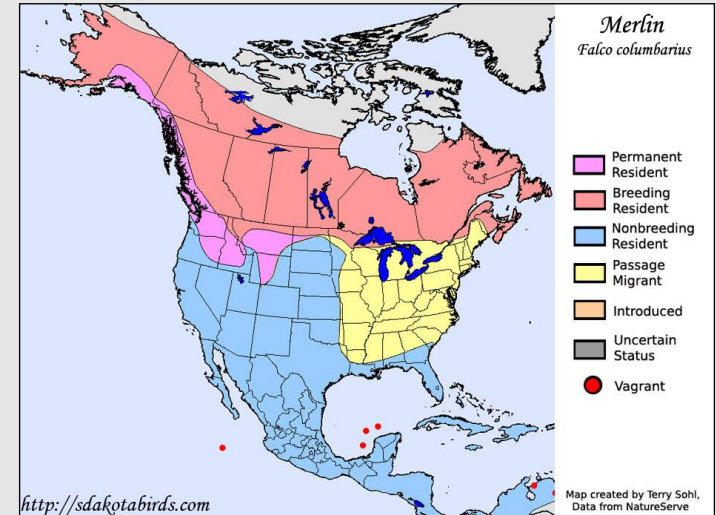 Merlin
Falco columbarius
Permanent
Resident
Breeding
Resident
Nonbreeding
Resident
Passage
Migrant
Introduced
Uncertain
Status
Vagrant
http://sdakotabirds.com
Map created by Terry Sohl,
Data from NatureServe